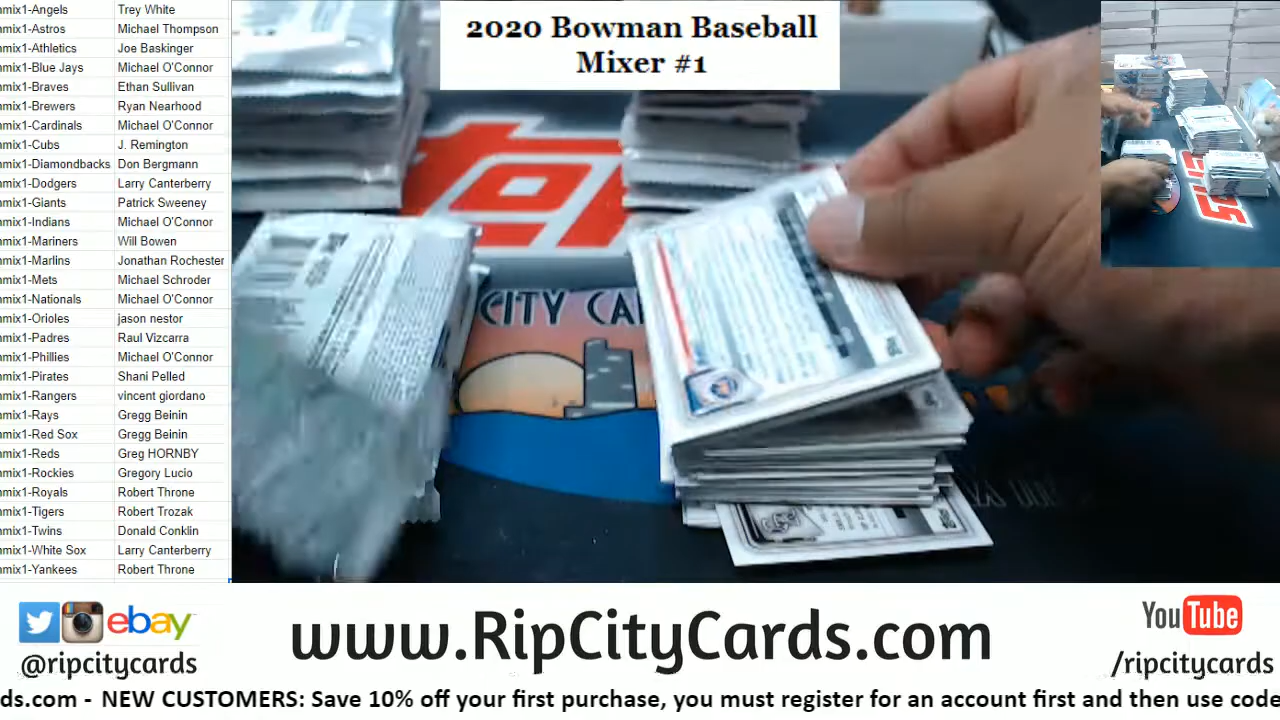 mix1-Angels Trey White
mix1-Astros Michael Thompson
mix1-Athletics Joe Baskinger
mix1-Blue Jays Michael O'Connor
mix1-Braves Ethan Sullivan
mix1-Brewers Ryan Nearhood
mix1-Cardinals Michael O'Connor
mix1-Cubs J. Remington
mix1-Diamondbacks Don Bergmann
mix1-Dodgers Larry Canterberry
mix1-Giants Patrick Sweeney
mix1-Indians Michael O'Connor
mix1-Mariners Will Bowen
mix1-Marlins Jonathan Rochester
mix1-Mets Michael Schroder
mix1-Nationals Michael O'Connor
mix1-Orioles jason nestor
mix1-Padres Raul Vizcarra
mix1-Phillies Michael O'Connor
mix1-Pirates Shani Pelled
mix1-Rangers vincent giordano
mix1-Rays Gregg Beinin
mix1-Red Sox Gregg Beinin
mix1-Reds Greg HORNBY
mix1-Rockies Gregory Lucio
mix1-Royals Robert Throne
mix1-Tigers Robert Trozak
mix1-Twins Donald Conklin
mix1-White Sox Larry Canterberry
mix1-Yankees Robert Throne
2020 Bowman Baseball
Mixer #1
CITY CA
ebay
@ripcitycards
www.RipCityCards.com
YouTube
/ripcitycards
ds.com - NEW CUSTOMERS: Save 10% off your first purchase, you must register for an account first and then use code